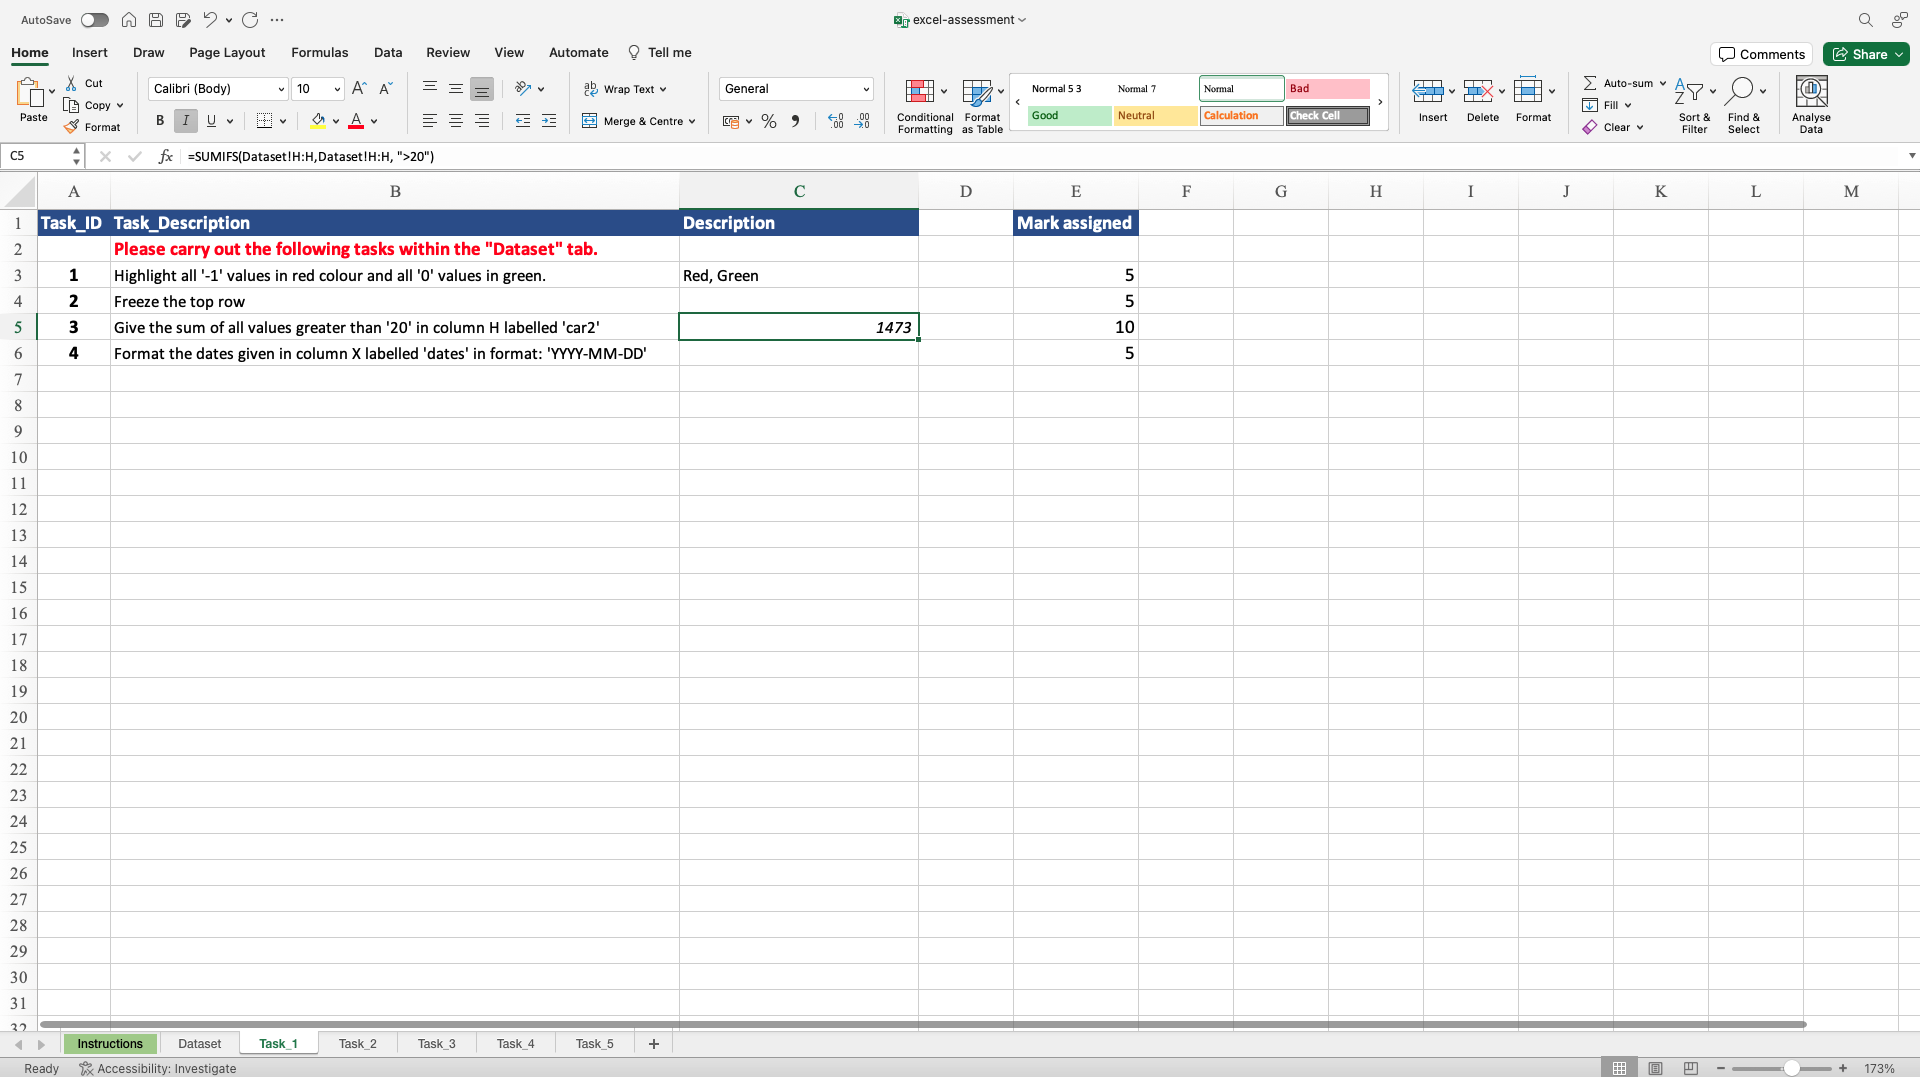 AutoSave
excel-assessment
Home Insert Draw Page Layout Formulas Data Review View Automate Tell me
Comments Share
Paste
Cut
Copy
Format
Calibri (Body) 10
B I U
Wrap Text
Merge & Centre
General
Conditional Formatting
Format as Table
Normal 5 3 Normal 7 Normal Bad
Good Neutral Calculation Check Cell
Insert Delete Format
Auto-sum
Fill
Clear
Sort & Filter
Find & Select
Analyse Data
C5 fx =SUMIFS(Dataset!H:H,Dataset!H:H, ">20")
A B C D E F G H I J K L M
1 Task_ID Task_Description Description Mark assigned
2 Please carry out the following tasks within the "Dataset" tab.
3 1 Highlight all '-1' values in red colour and all '0' values in green. Red, Green 5
4 2 Freeze the top row 5
5 3 Give the sum of all values greater than '20' in column H labelled 'car2' 1473 10
6 4 Format the dates given in column X labelled 'dates' in format: 'YYYY-MM-DD' 5
7
8
9
10
11
12
13
14
15
16
17
18
19
20
21
22
23
24
25
26
27
28
29
30
31
32
Instructions Dataset Task_1 Task_2 Task_3 Task_4 Task_5 +
Ready Accessibility: Investigate 173%